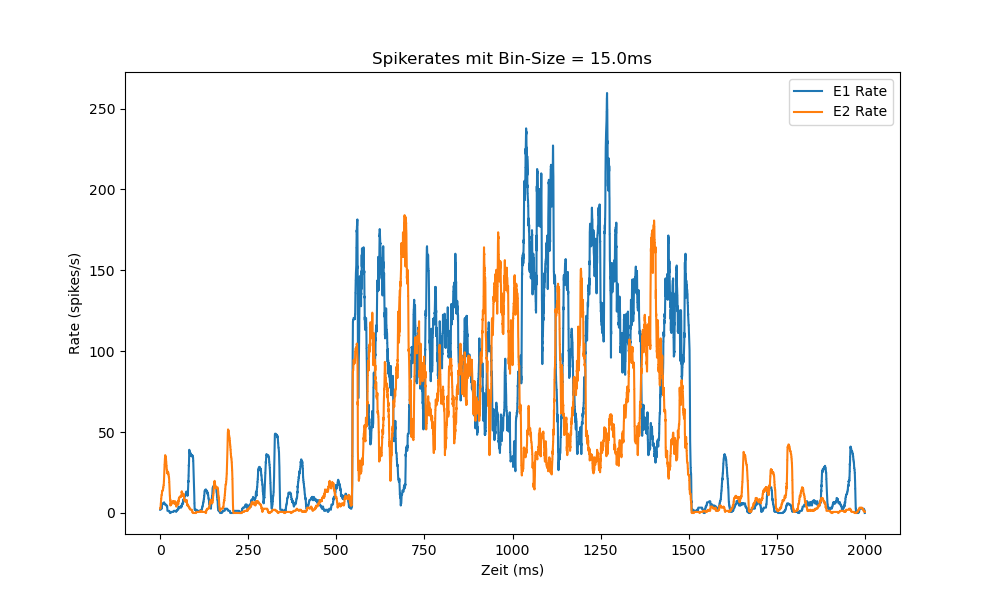 Spikerates mit Bin-Size = 15.0ms
E1 Rate
E2 Rate
Rate (spikes/s)
250
200
150
100
50
0
0 250 500 750 1000 1250 1500 1750 2000
Zeit (ms)